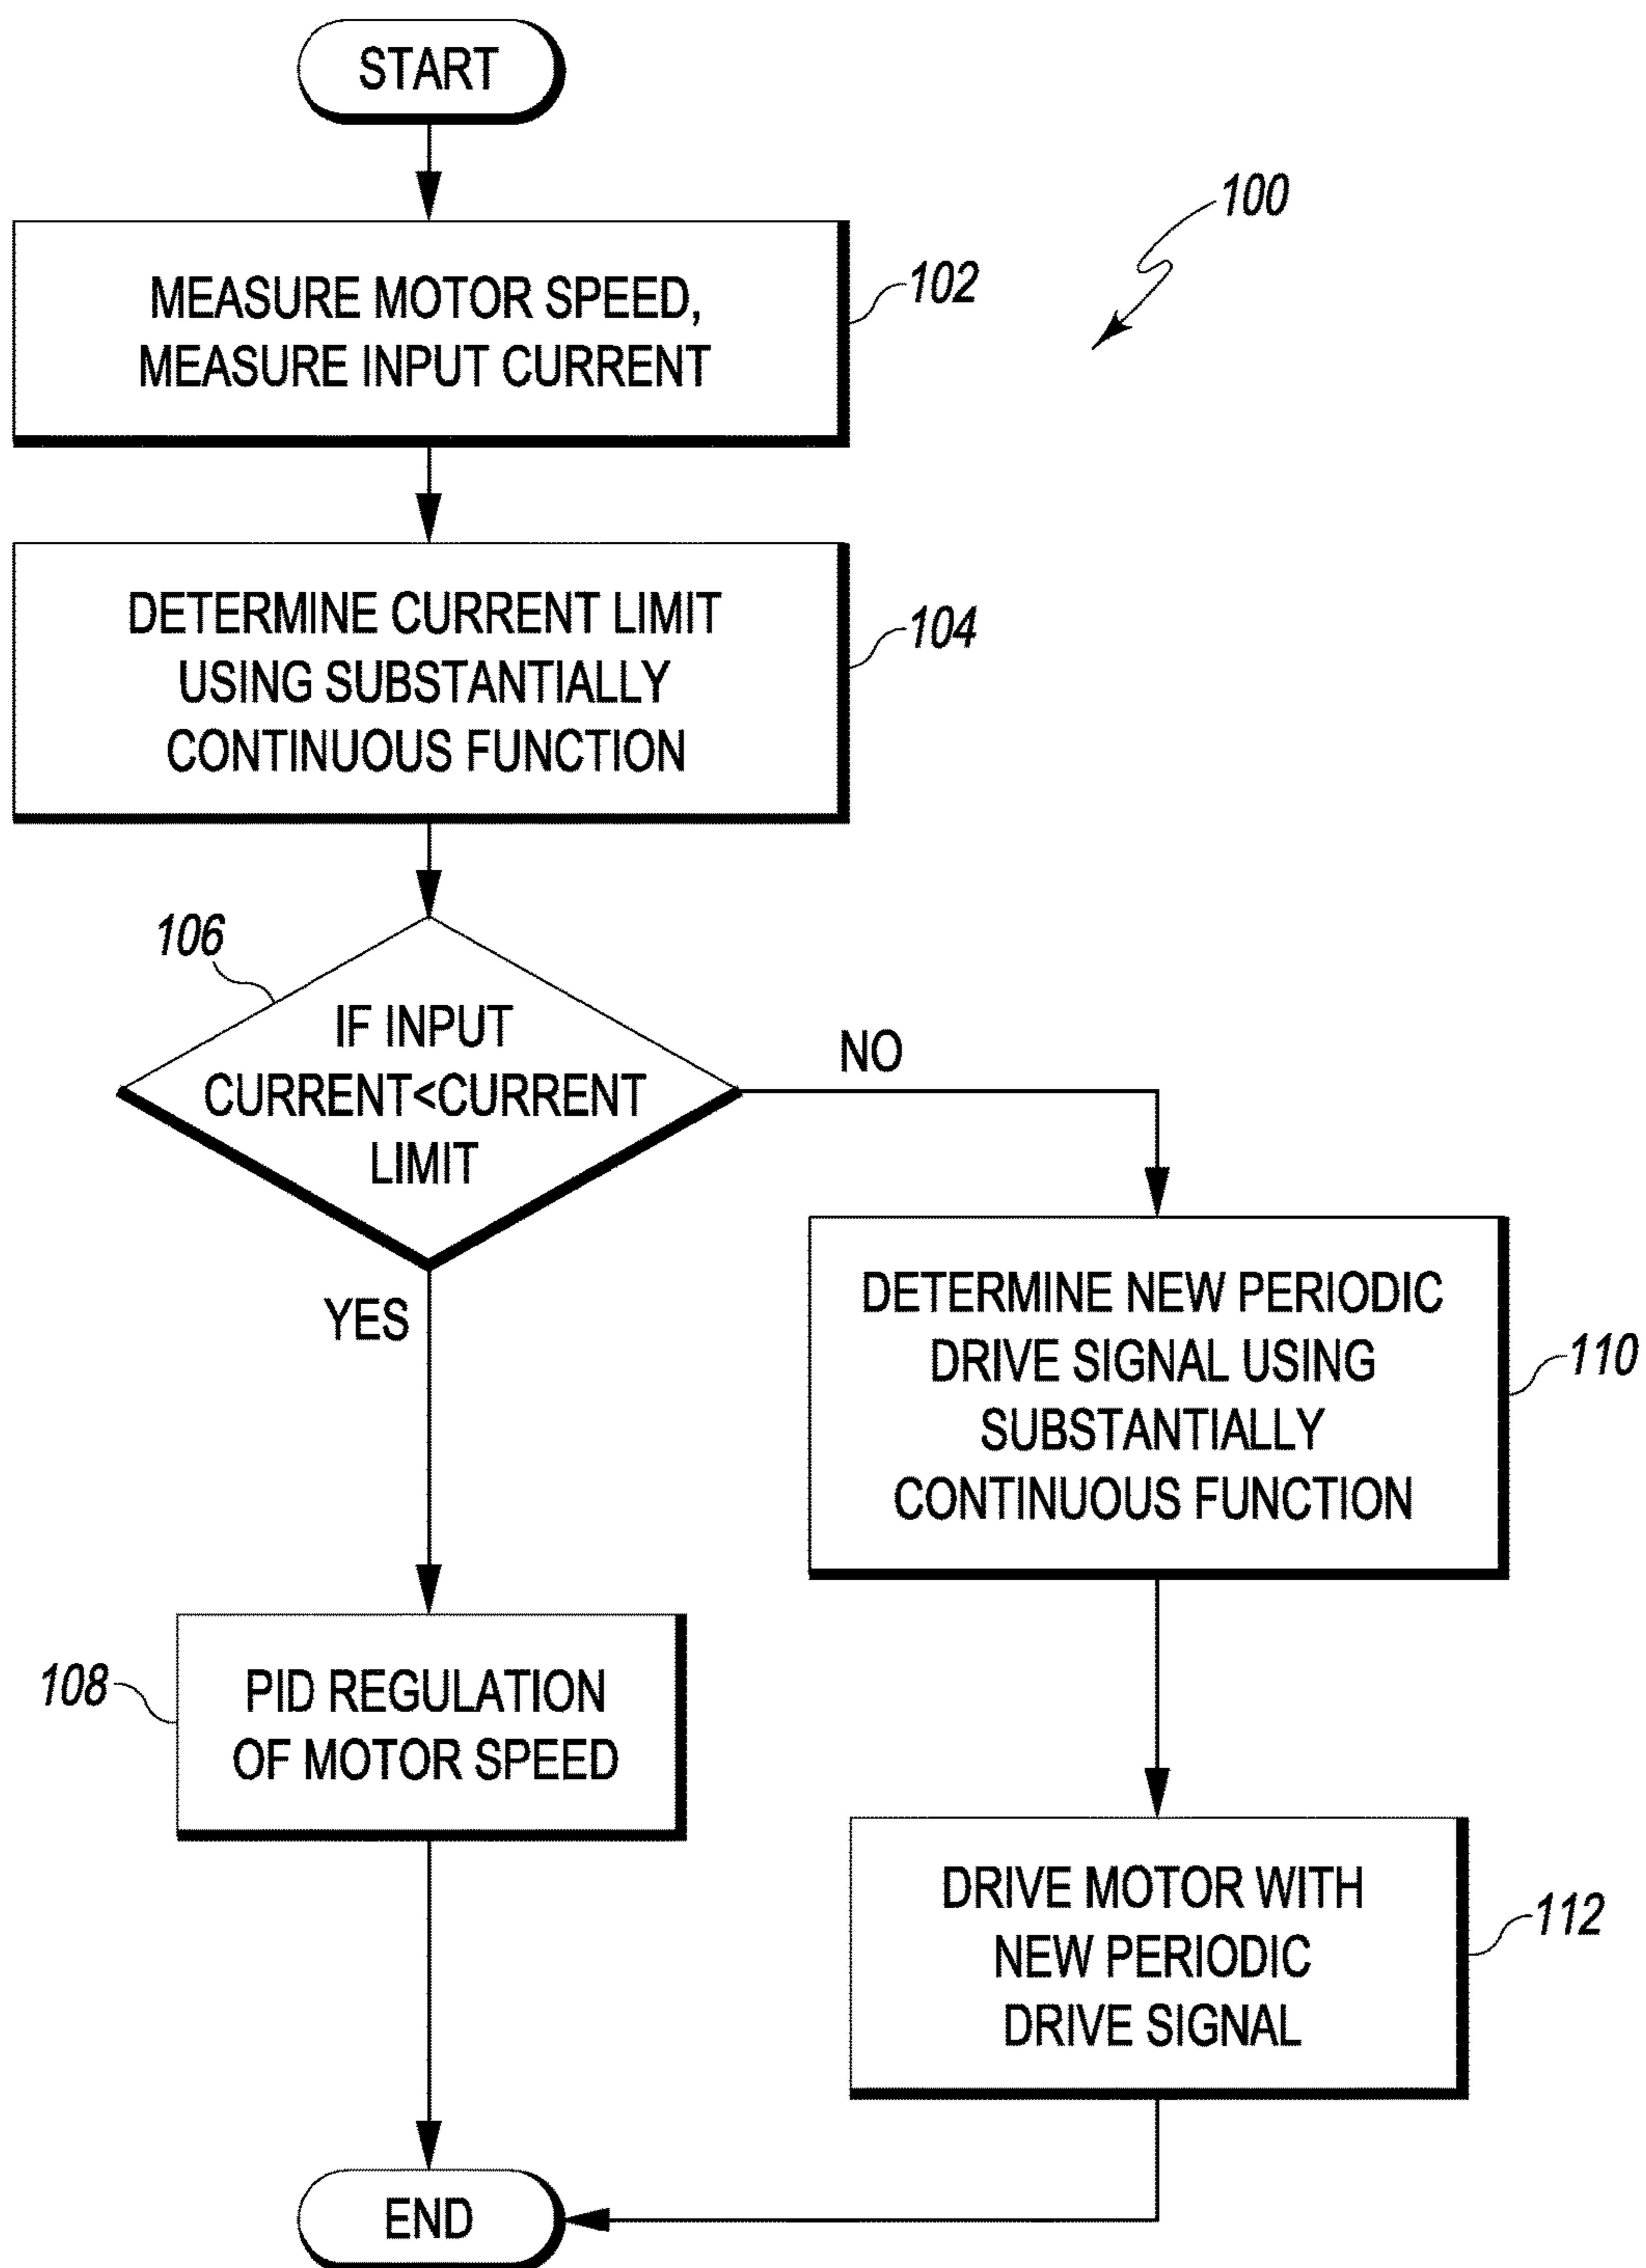 START
100
MEASURE MOTOR SPEED,
MEASURE INPUT CURRENT
102
DETERMINE CURRENT LIMIT
USING SUBSTANTIALLY
CONTINUOUS FUNCTION
104
106
IF INPUT
CURRENT<CURRENT
LIMIT
NO
YES
DETERMINE NEW PERIODIC
DRIVE SIGNAL USING
SUBSTANTIALLY
CONTINUOUS FUNCTION
110
108
PID REGULATION
OF MOTOR SPEED
DRIVE MOTOR WITH
NEW PERIODIC
DRIVE SIGNAL
112
END